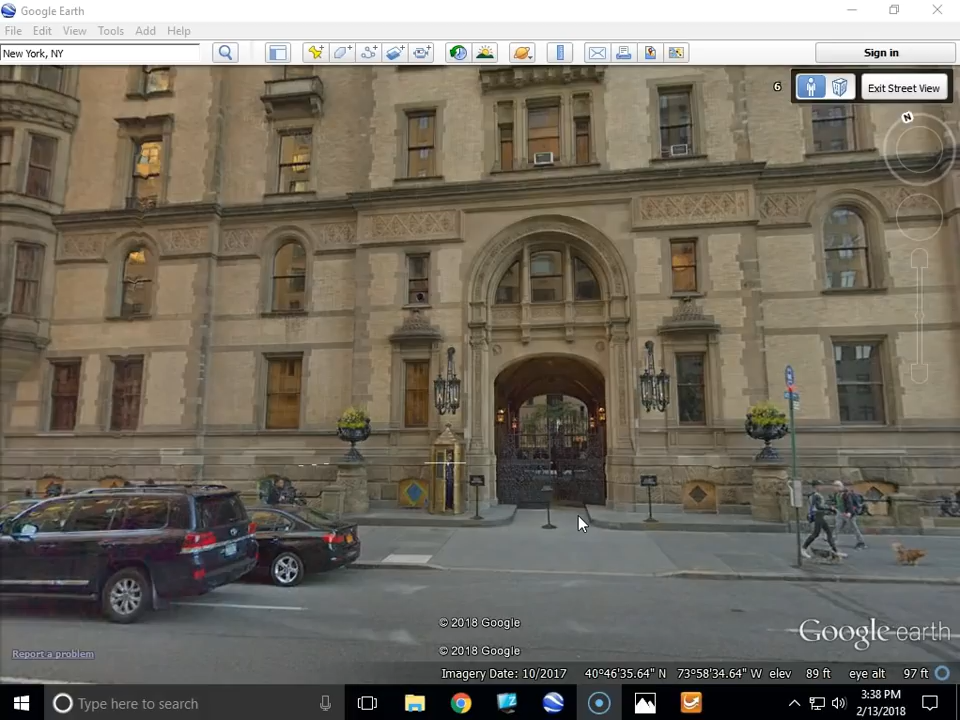 Google Earth
File Edit View Tools Add Help
New York, NY
Sign in
6
Exit Street View
N
© 2018 Google
© 2018 Google
Google earth
Report a problem
Imagery Date: 10/2017 40°46'35.64" N 73°58'34.64" W elev 89 ft eye alt 97 ft
Type here to search
3:38 PM
2/13/2018